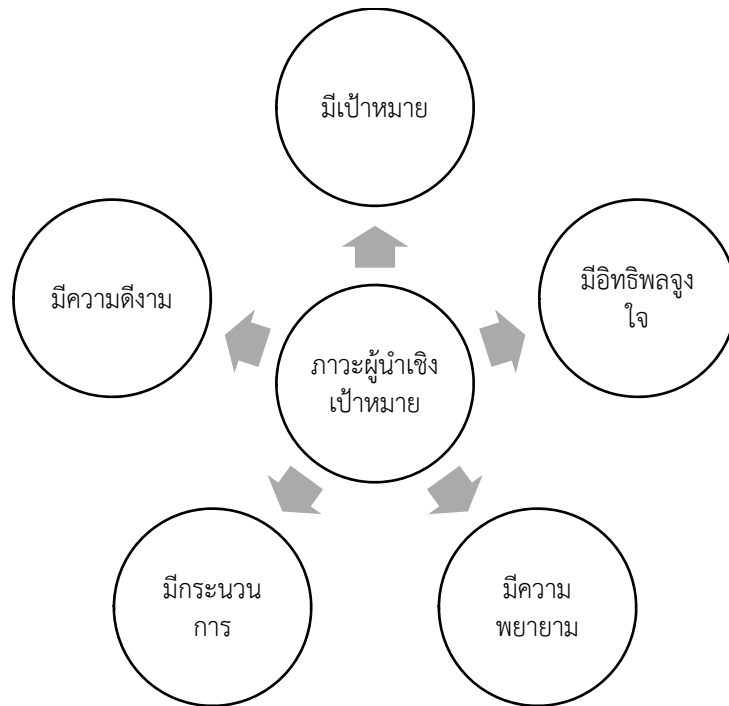 มีเป้าหมาย
มีอิทธิพลจูง
ใจ
มีความ
พยายาม
มีกระนวน
การ
มีความดีงาม
ภาวะผู้นำเชิง
เป้าหมาย